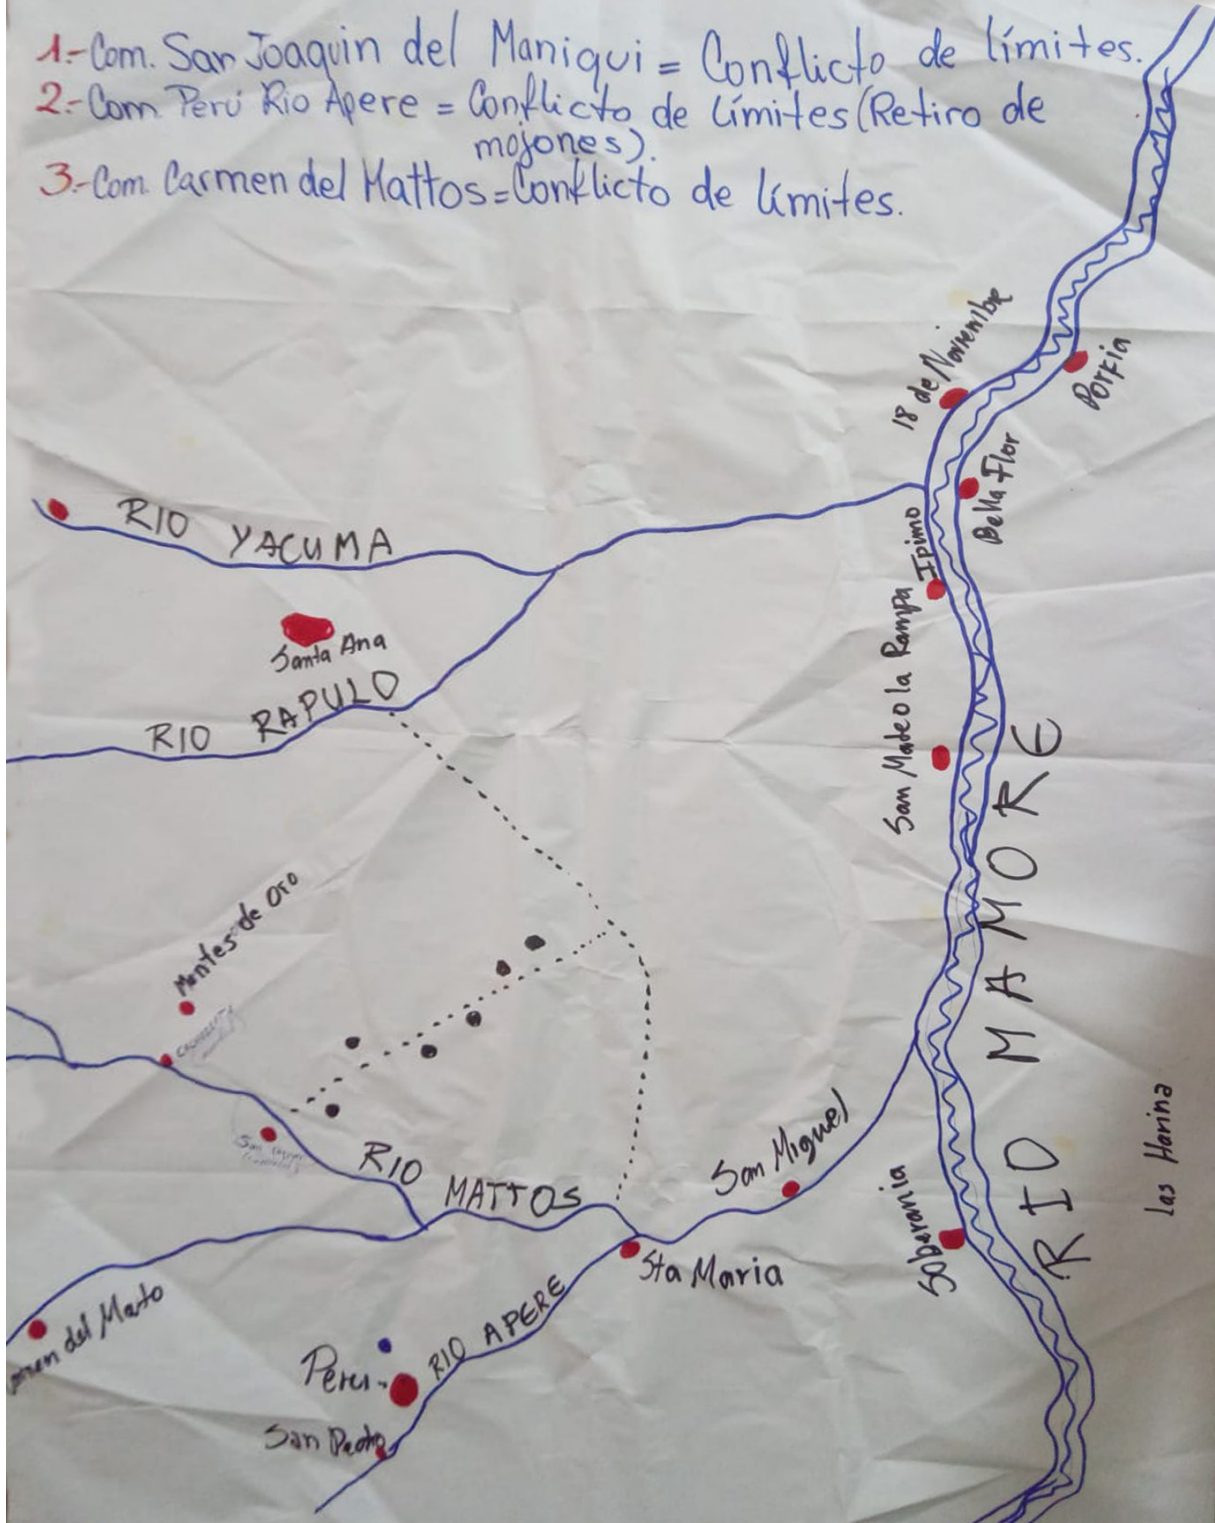 1.- Com. San Joaquin del Maniqui = Conflicto de límites.
2.- Com Perú Rio Apere = Conflicto de límites (Retiro de
mojones).
3.- Com. Carmen del Mattos = Conflicto de límites.
18 de Noviembre
Porfia
Bella Flor
Ipimo
RIO YACUMA
Santa Ana
San Mateo la Rampa
RIO RAPULO
RIO MAMORE
Montes de Oro
Las Harina
RIO MATTOS
San Miguel
Soberania
Sta Maria
del Mato
RIO APERE
Perú.
San Pedro